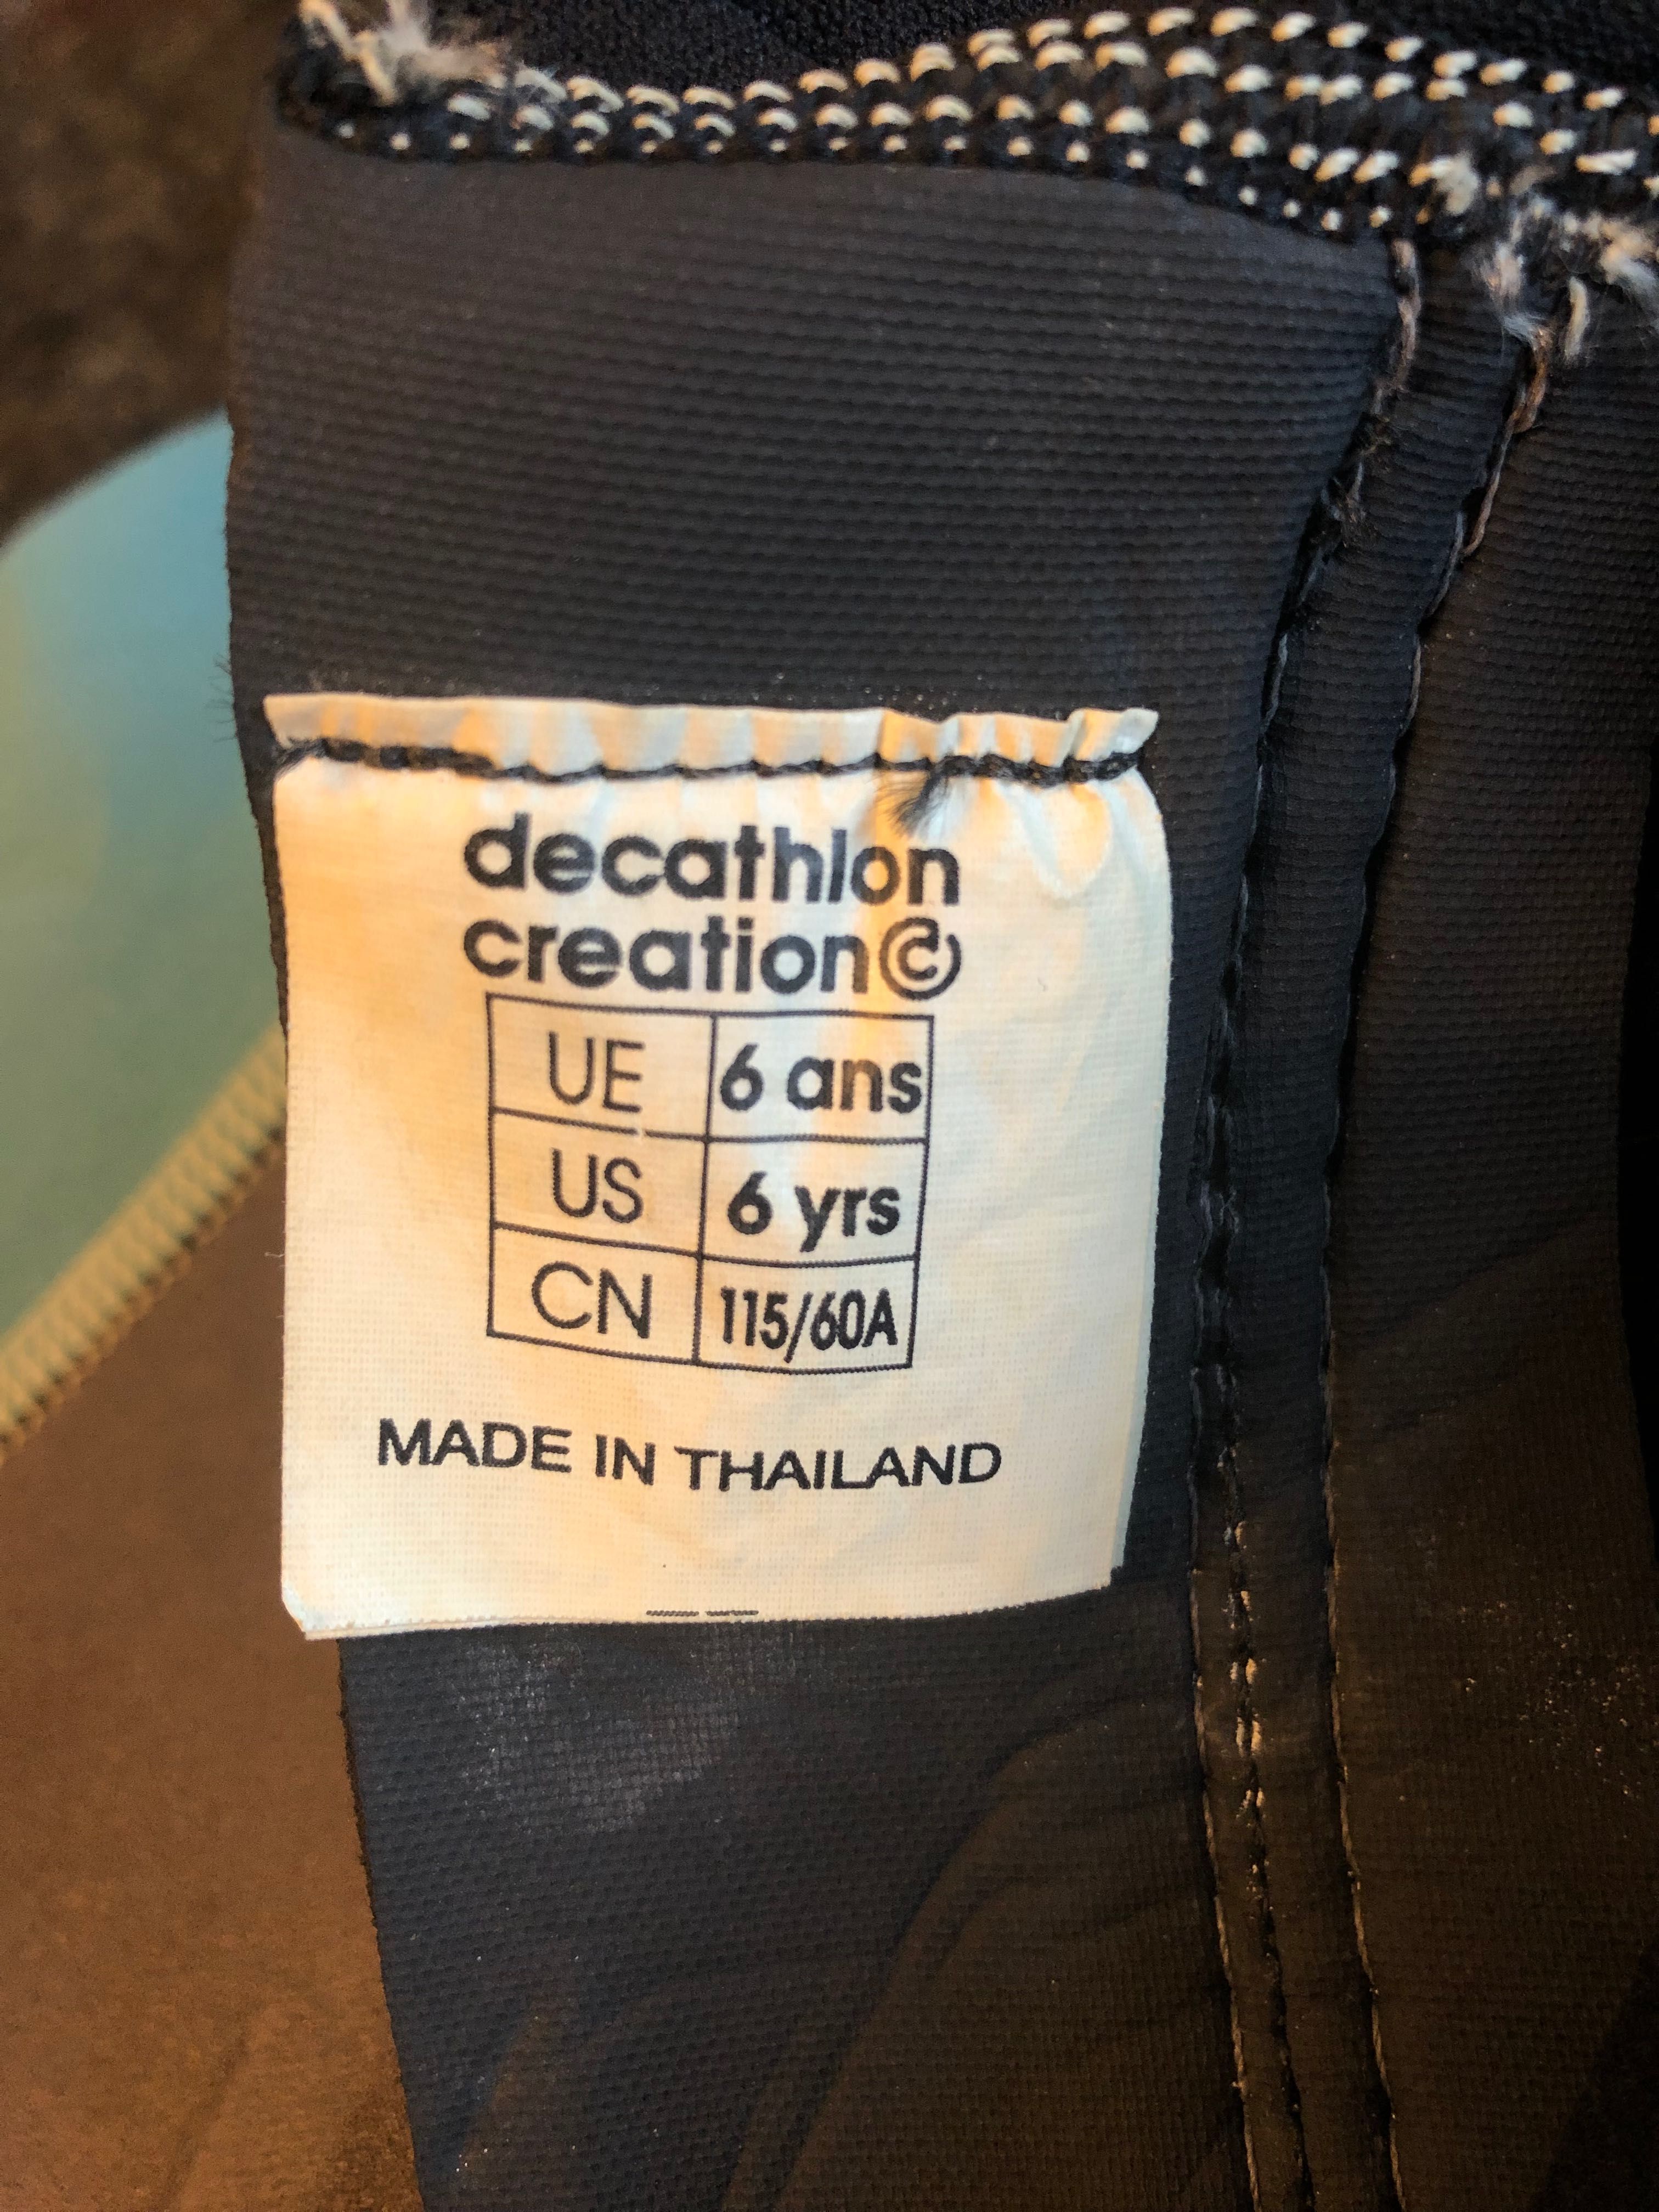 decathlon
creation©
UE 6 ans
US 6 yrs
CN 115/60A
MADE IN THAILAND